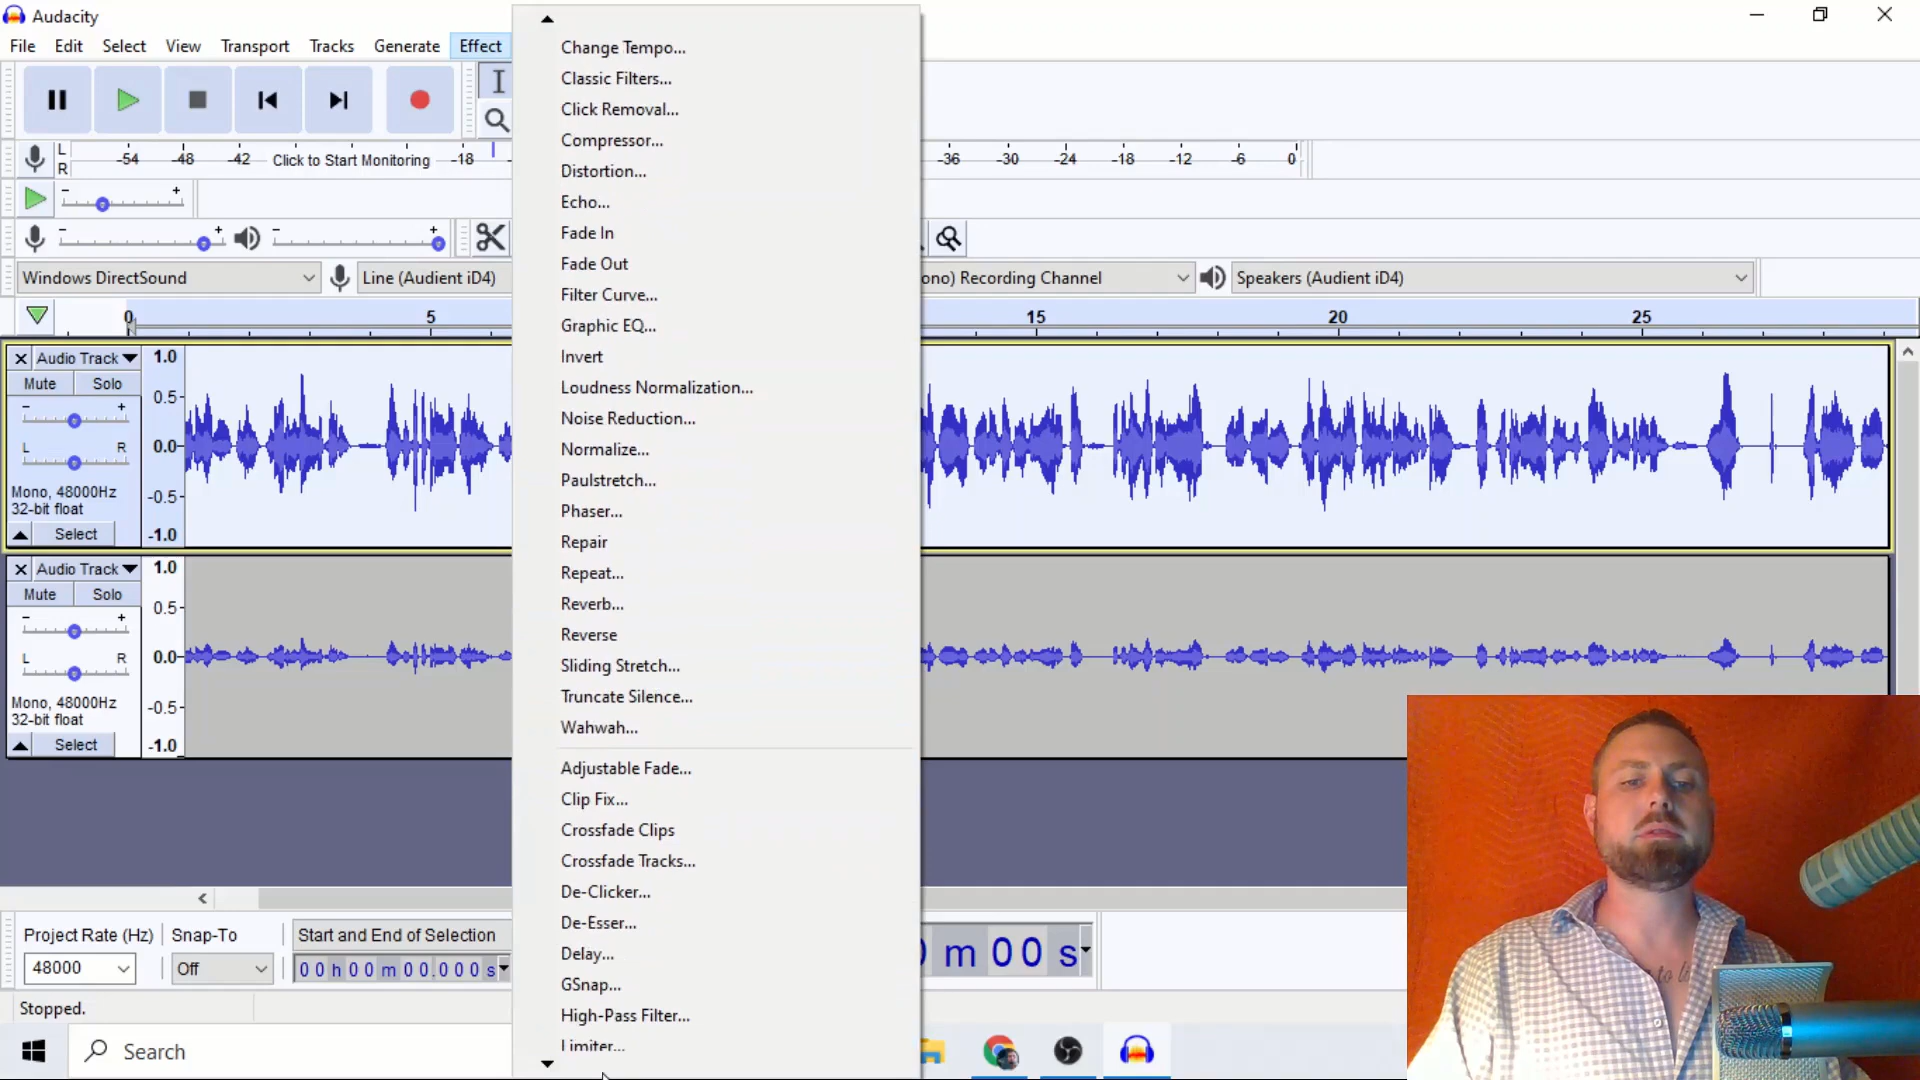 Audacity
File Edit Select View Transport Tracks Generate Effect
Change Tempo...
Classic Filters...
Click Removal...
Compressor...
Distortion...
Echo...
Fade In
Fade Out
Filter Curve...
Graphic EQ...
Invert
Loudness Normalization...
Noise Reduction...
Normalize...
Paulstretch...
Phaser...
Repair
Repeat...
Reverb...
Reverse
Sliding Stretch...
Truncate Silence...
Wahwah...
Adjustable Fade...
Clip Fix...
Crossfade Clips
Crossfade Tracks...
De-Clicker...
De-Esser...
Delay...
GSnap...
High-Pass Filter...
Limiter...
L
R
-54 -48 -42 Click to Start Monitoring -18
-36 -30 -24 -18 -12 -6 0
- +
- + - +
Windows DirectSound Line (Audient iD4) ono) Recording Channel Speakers (Audient iD4)
0 5 15 20 25
Audio Track 1.0
Mute Solo
0.5
- +
L R 0.0
Mono, 48000Hz -0.5
32-bit float
Select -1.0
Audio Track 1.0
Mute Solo
0.5
- +
L R 0.0
Mono, 48000Hz -0.5
32-bit float
Select -1.0
Project Rate (Hz) Snap-To Start and End of Selection
48000 Off 00 h 00 m 00.000 s m 00 s
Stopped.
Search